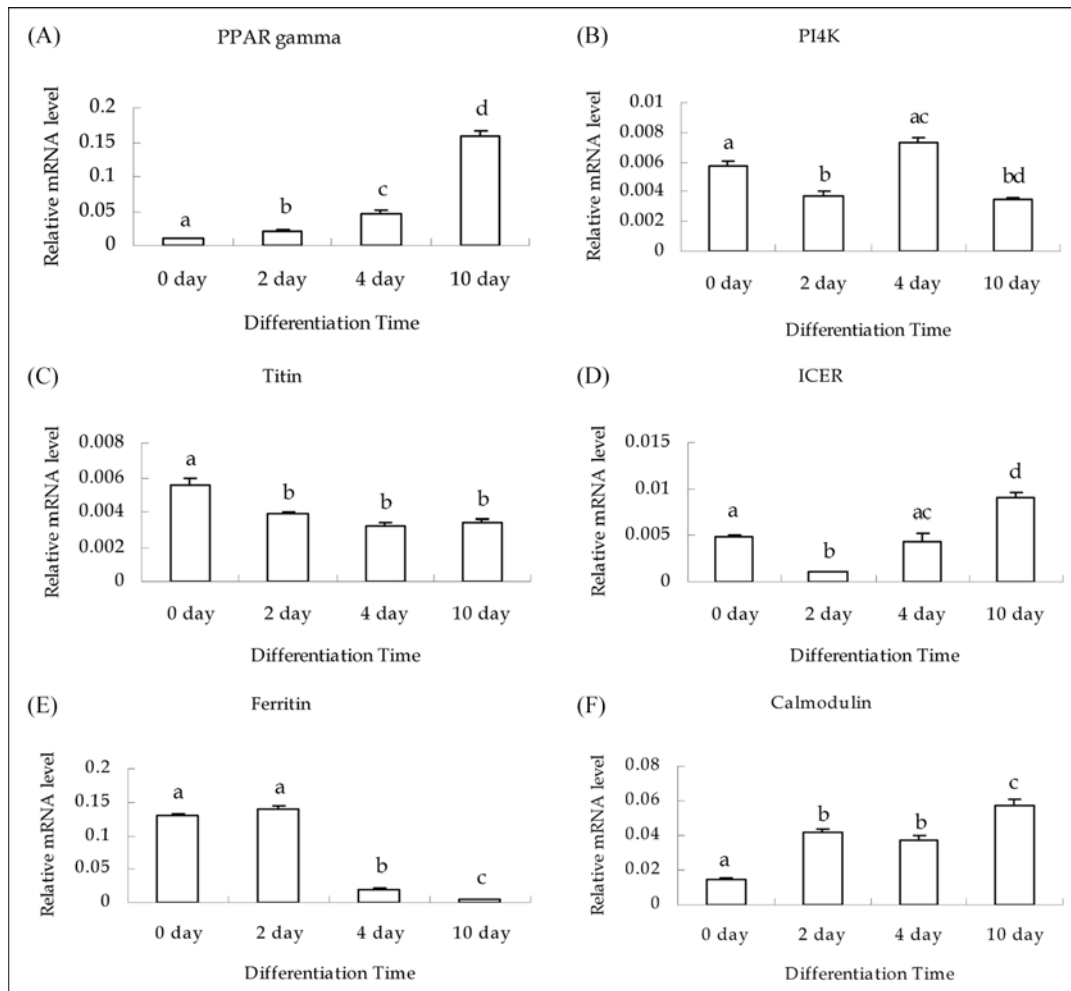 (A)
PPAR gamma
Relative mRNA level
0.2
0.15
0.1
0.05
0
a
b
c
d
0 day 2 day 4 day 10 day
Differentiation Time
(B)
PI4K
Relative mRNA level
0.01
0.008
0.006
0.004
0.002
0
a
b
ac
bd
0 day 2 day 4 day 10 day
Differentiation Time
(C)
Titin
Relative mRNA level
0.008
0.006
0.004
0.002
0
a
b
b
b
0 day 2 day 4 day 10 day
Differentiation Time
(D)
ICER
Relative mRNA level
0.015
0.01
0.005
0
a
b
ac
d
0 day 2 day 4 day 10 day
Differentiation Time
(E)
Ferritin
Relative mRNA level
0.2
0.15
0.1
0.05
0
a
a
b
c
0 day 2 day 4 day 10 day
Differentiation Time
(F)
Calmodulin
Relative mRNA level
0.08
0.06
0.04
0.02
0
a
b
b
c
0 day 2 day 4 day 10 day
Differentiation Time